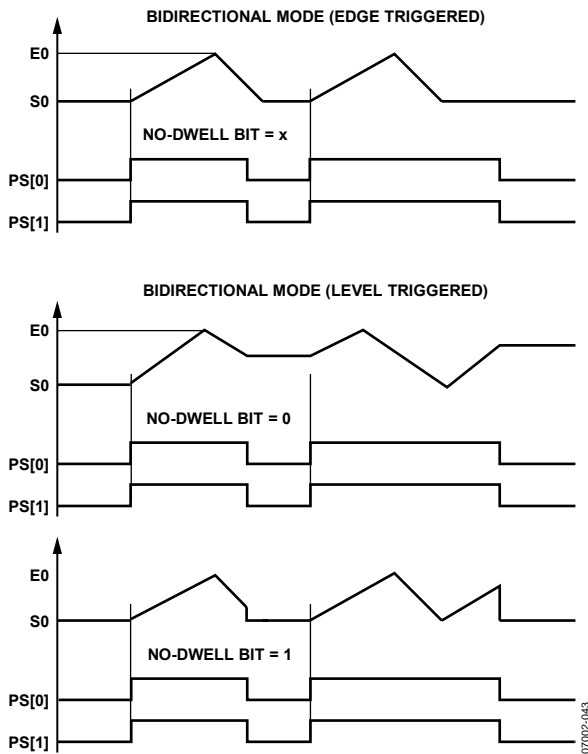 BIDIRECTIONAL MODE (EDGE TRIGGERED)
E0
S0
NO-DWELL BIT = x
PS[0]
PS[1]
BIDIRECTIONAL MODE (LEVEL TRIGGERED)
E0
S0
NO-DWELL BIT = 0
PS[0]
PS[1]
E0
S0
NO-DWELL BIT = 1
PS[0]
PS[1]
07002-043